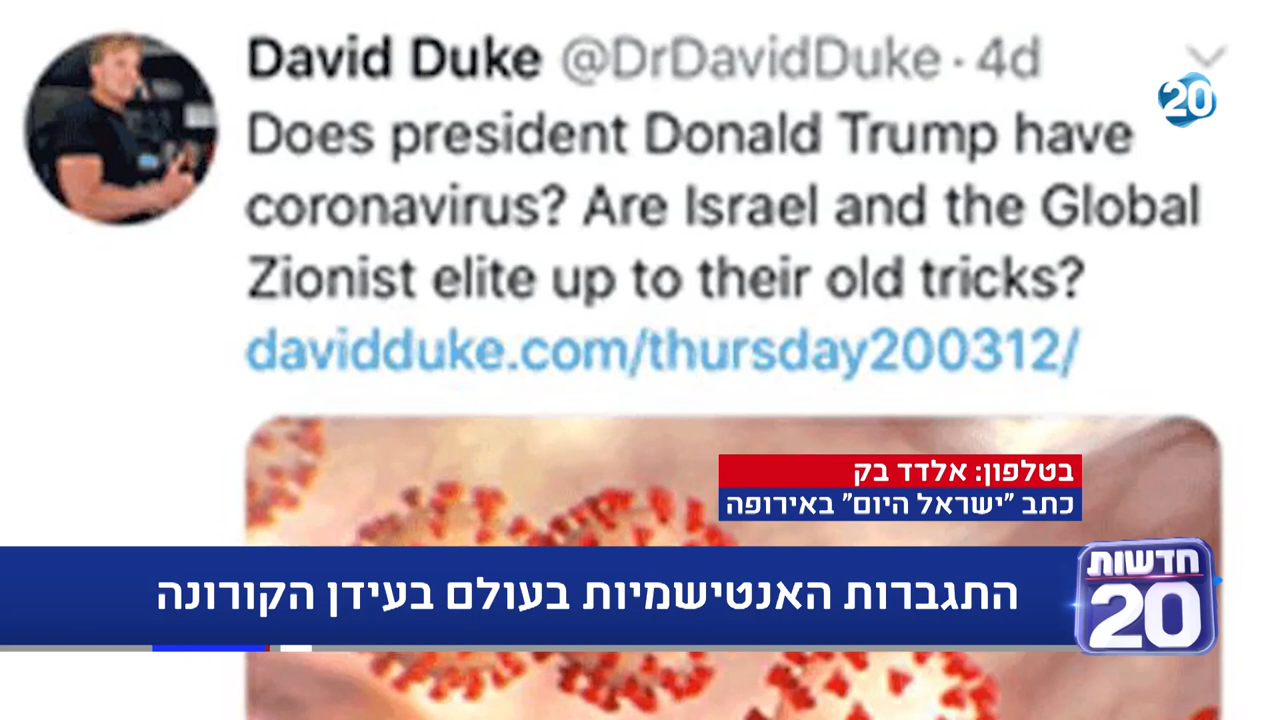 David Duke @DrDavidDuke · 4d
20
Does president Donald Trump have
coronavirus? Are Israel and the Global
Zionist elite up to their old tricks?
davidduke.com/thursday200312/
בטלפון: אלדד בק
כתב "ישראל היום" באירופה
התגברות האנטישמיות בעולם בעידן הקורונה
חדשות
20